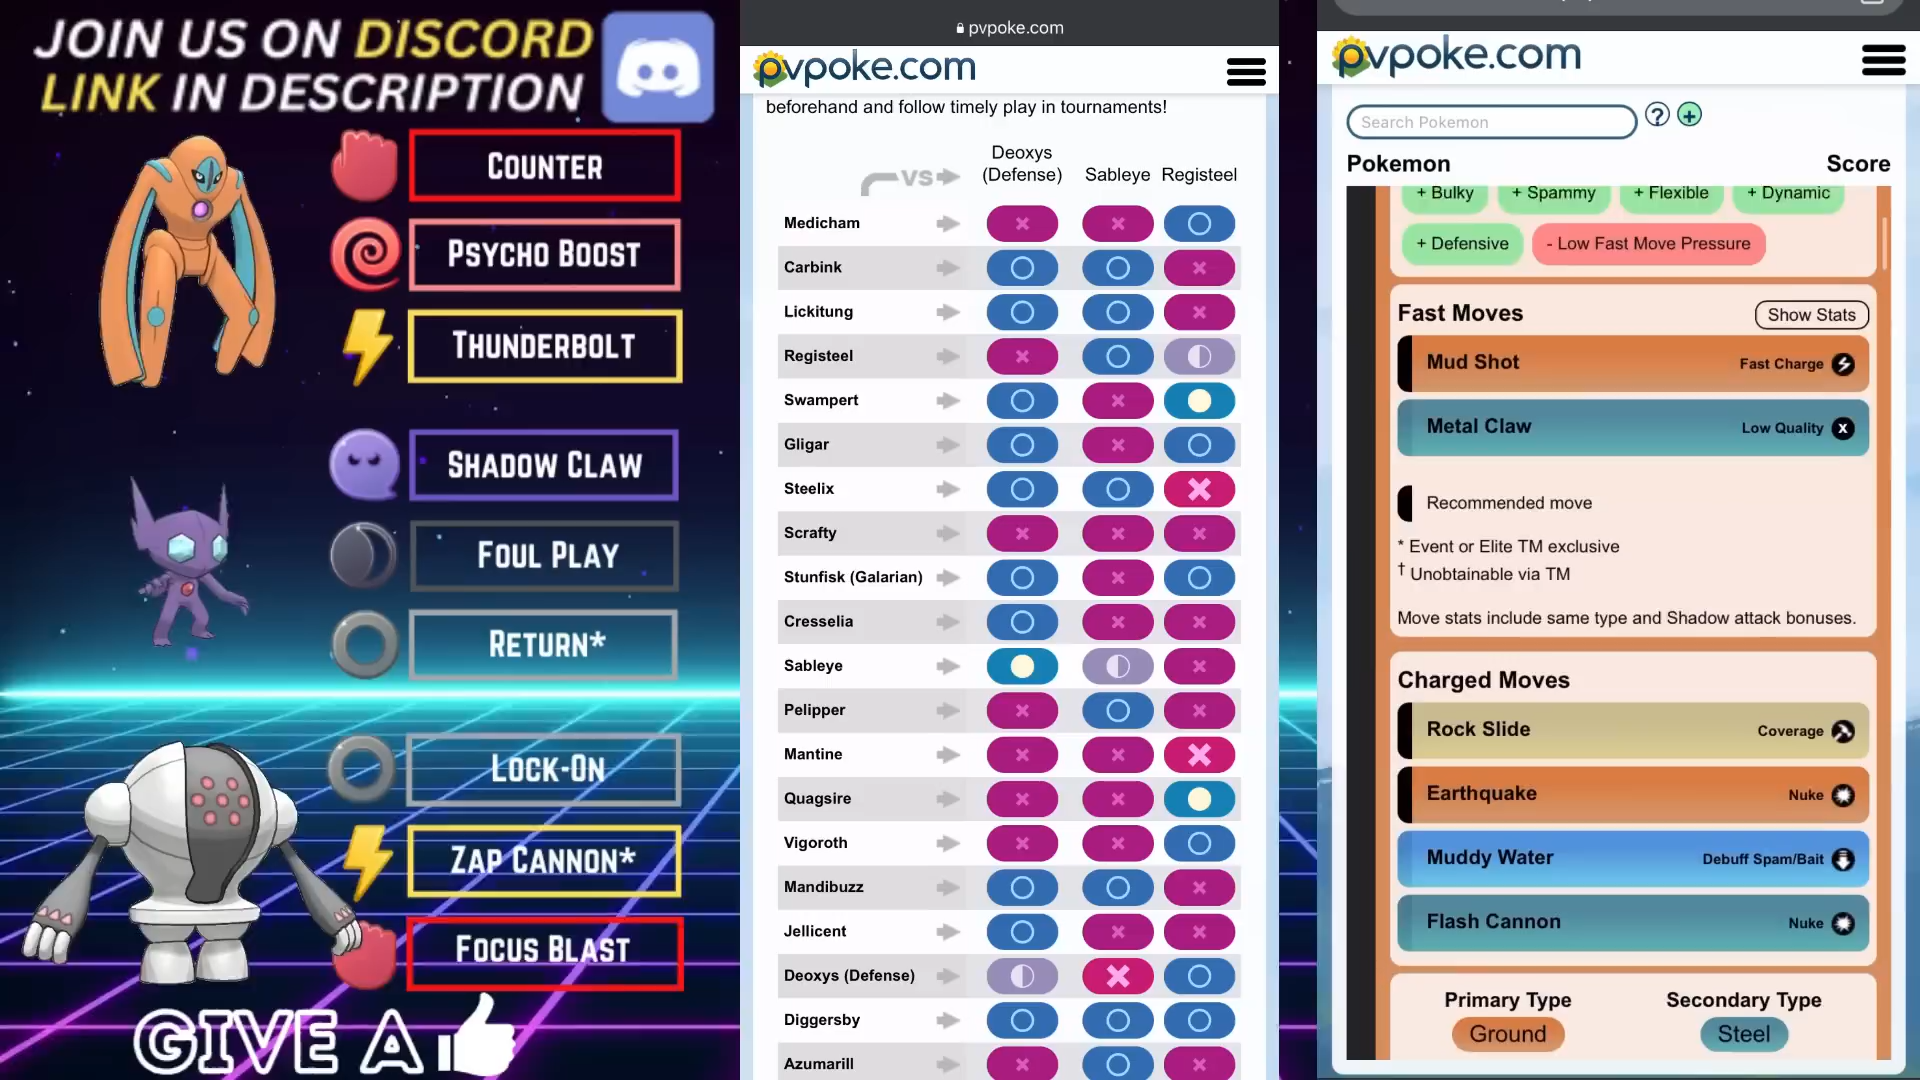 JOIN US ON DISCORD
LINK IN DESCRIPTION
COUNTER
PSYCHO BOOST
THUNDERBOLT
SHADOW CLAW
FOUL PLAY
RETURN*
LOCK-ON
ZAP CANNON*
FOCUS BLAST
GIVE A
pvpoke.com
pvpoke.com
beforehand and follow timely play in tournaments!
VS Deoxys (Defense) Sableye Registeel
Medicham
Carbink
Lickitung
Registeel
Swampert
Gligar
Steelix
Scrafty
Stunfisk (Galarian)
Cresselia
Sableye
Pelipper
Mantine
Quagsire
Vigoroth
Mandibuzz
Jellicent
Deoxys (Defense)
Diggersby
Azumarill
pvpoke.com
Search Pokemon ? +
Pokemon Score
+ Bulky + Spammy + Flexible + Dynamic
+ Defensive - Low Fast Move Pressure
Fast Moves Show Stats
Mud Shot Fast Charge
Metal Claw Low Quality X
Recommended move
* Event or Elite TM exclusive
† Unobtainable via TM
Move stats include same type and Shadow attack bonuses.
Charged Moves
Rock Slide Coverage
Earthquake Nuke
Muddy Water Debuff Spam/Bait
Flash Cannon Nuke
Primary Type Secondary Type
Ground Steel